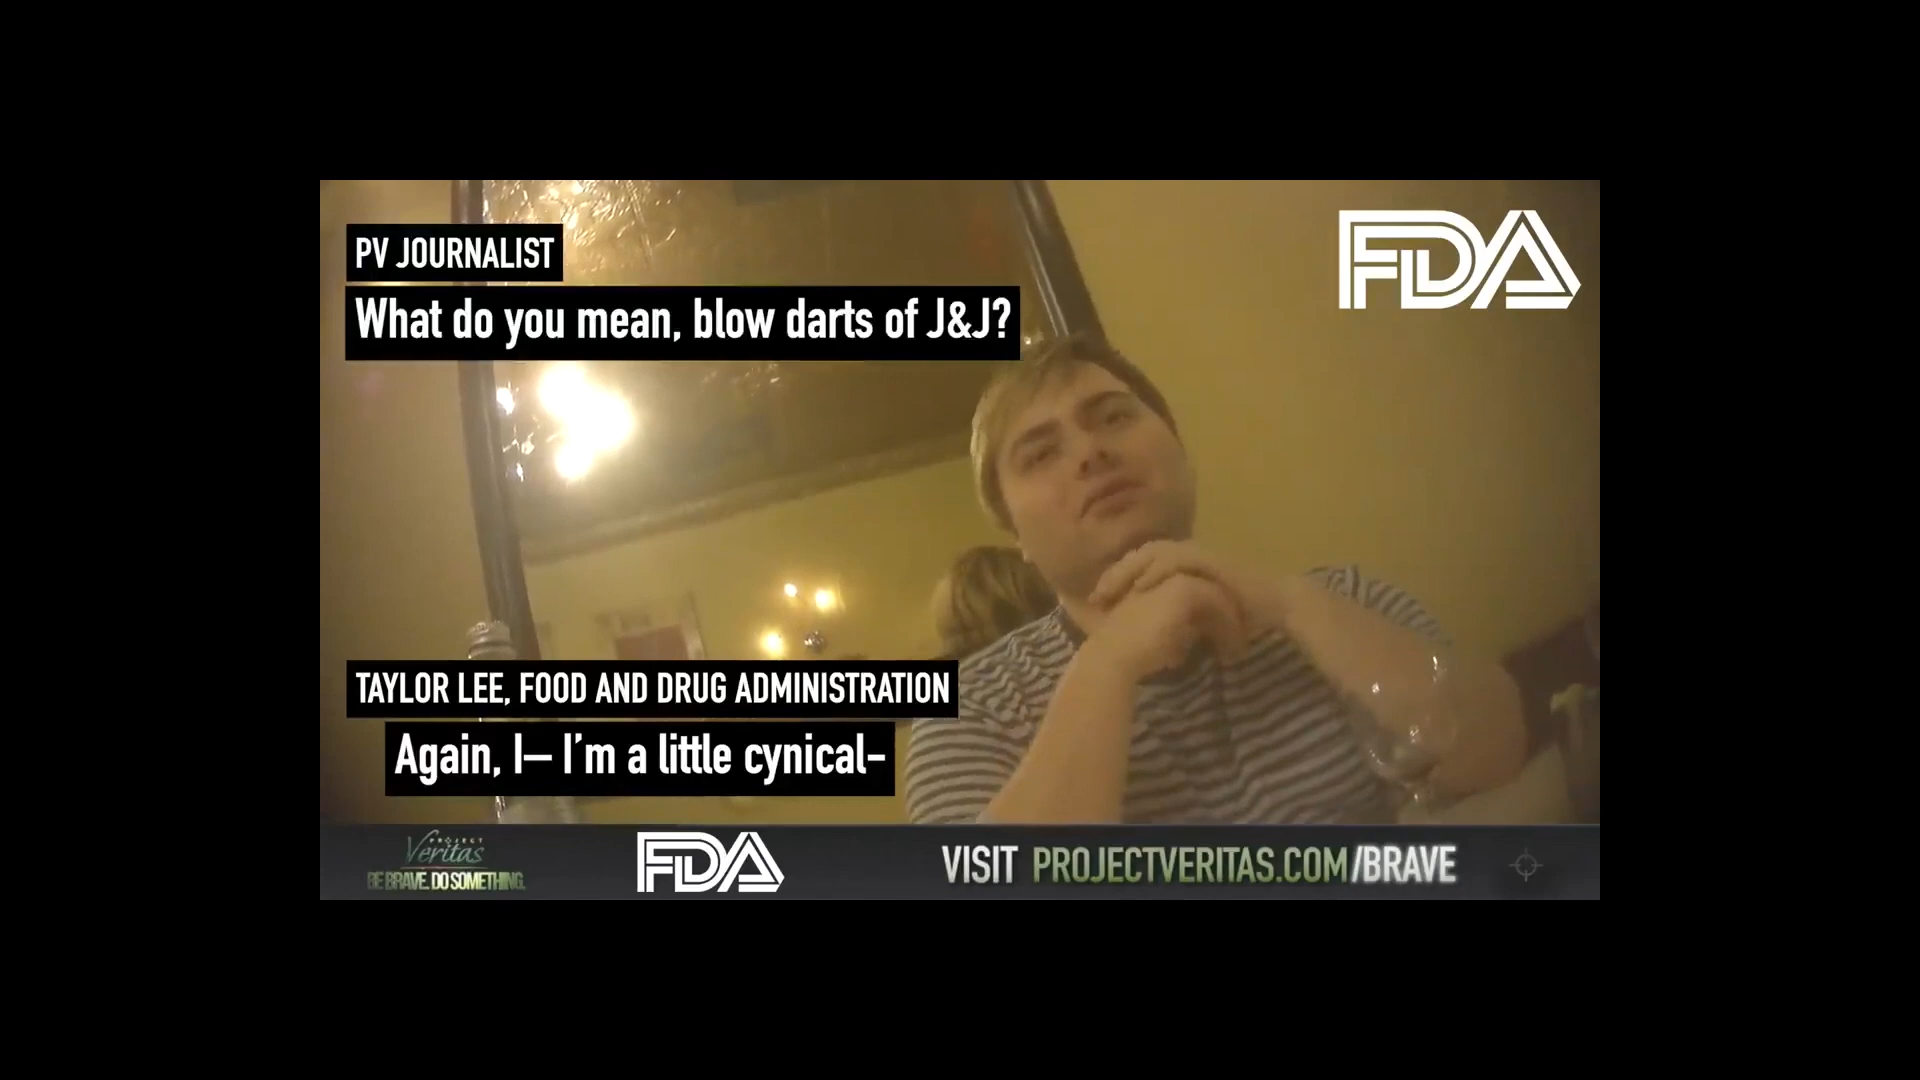 FDA
PV JOURNALIST
What do you mean, blow darts of J&J?
TAYLOR LEE, FOOD AND DRUG ADMINISTRATION
Again, I– I'm a little cynical-
PROJECT
Veritas
BE BRAVE. DO SOMETHING.
FDA
VISIT PROJECTVERITAS.COM/BRAVE